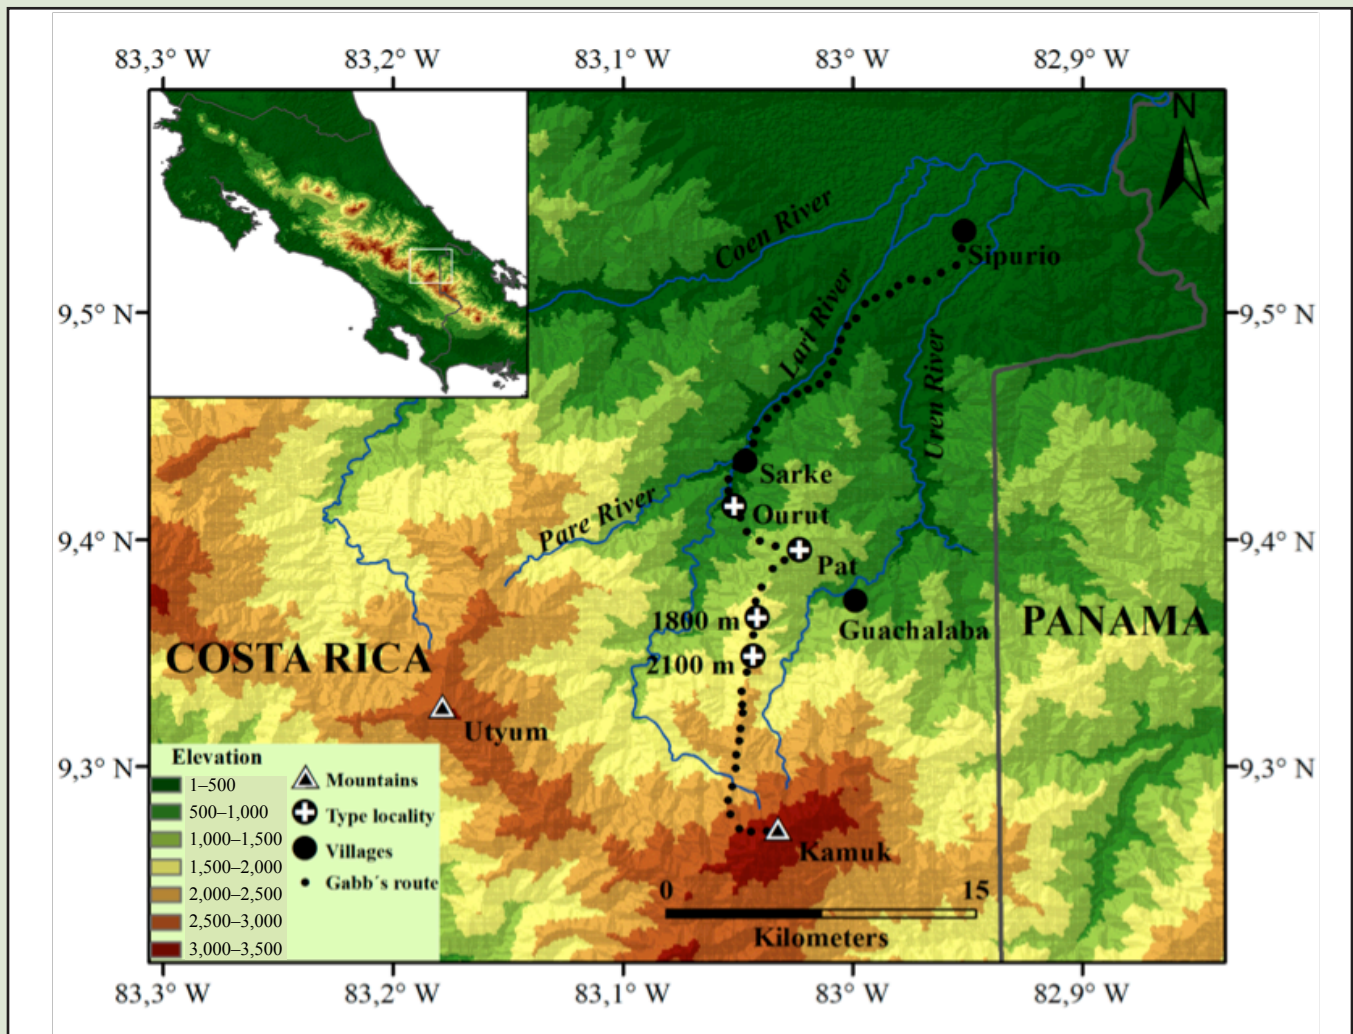 83,3° W
83,2° W
83,1° W
83° W
82,9° W
N
Coen River
Sipurio
9,5° N
9,5° N
Lari River
Uren River
Sarke
Pare River
Ourut
9,4° N
9,4° N
Pat
1800 m
Guachalaba
PANAMA
COSTA RICA
2100 m
Utyum
Elevation
1–500
500–1,000
1,000–1,500
1,500–2,000
2,000–2,500
2,500–3,000
3,000–3,500
Mountains
Type locality
Villages
Gabb´s route
9,3° N
9,3° N
Kamuk
0
15
Kilometers
83,3° W
83,2° W
83,1° W
83° W
82,9° W